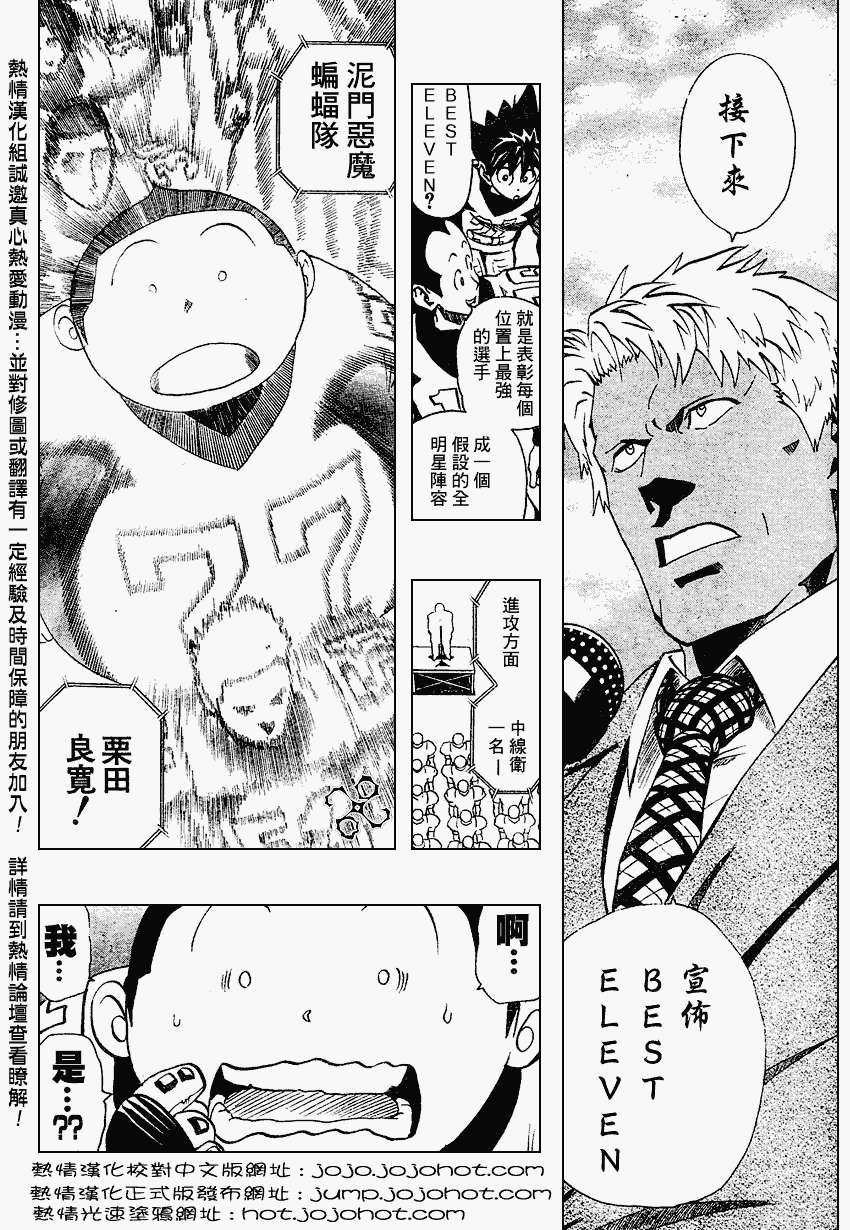 接下來
宣佈
BEST
ELEVEN
BEST
ELEVEN?
就是表彰每個
位置上最強
的選手
成一個
假設的全
明星陣容
進攻方面
中線衛
一名—
泥門惡魔
蝙蝠隊
77
栗田
良寬！
啊…
我…
是…??
熱情漢化組誠邀真心熱愛動漫…並對修圖或翻譯有一定經驗及時間保障的朋友加入！ 詳情請到熱情論壇查看瞭解！
熱情漢化校對中文版網址：jojo.jojohot.com
熱情漢化正式版發布網址：jump.jojohot.com
熱情光速塗鴉網址：hot.jojohot.com